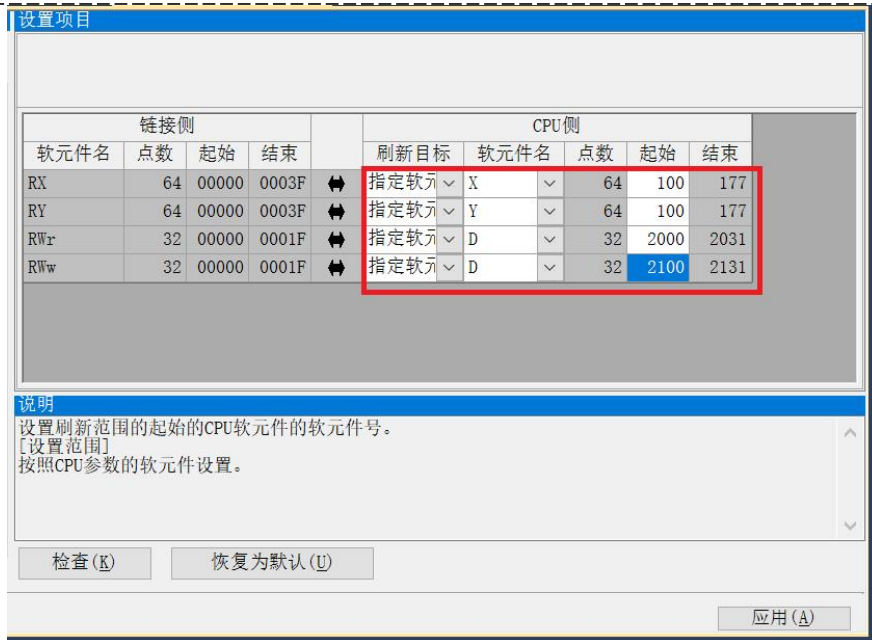 设置项目
链接侧 CPU侧
软元件名 点数 起始 结束 刷新目标 软元件名 点数 起始 结束
RX 64 00000 0003F 指定软元 X 64 100 177
RY 64 00000 0003F 指定软元 Y 64 100 177
RWr 32 00000 0001F 指定软元 D 32 2000 2031
RWw 32 00000 0001F 指定软元 D 32 2100 2131
说明
设置刷新范围的起始的CPU软元件的软元件号。
[设置范围]
按照CPU参数的软元件设置。
检查(K) 恢复为默认(U)
应用(A)